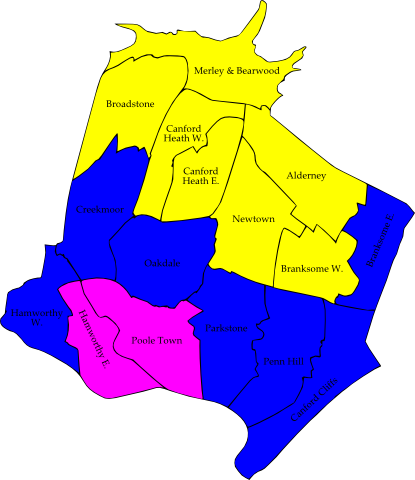 Merley & Bearwood
Broadstone
Canford
Heath W.
Canford
Heath E.
Alderney
Creekmoor
Newtown
Branksome E.
Oakdale
Branksome W.
Hamworthy
W.
Hamworthy E.
Poole Town
Parkstone
Penn Hill
Canford Cliffs